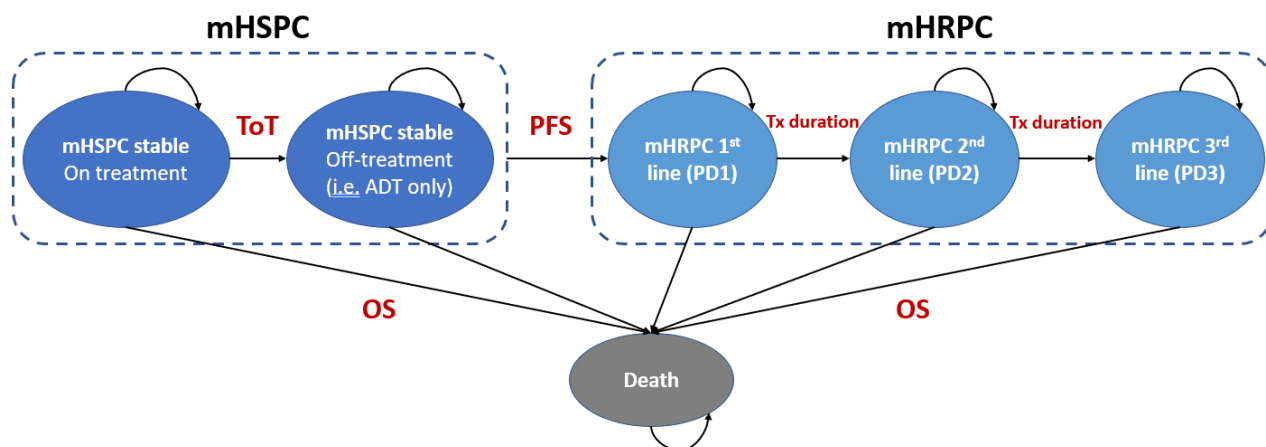 mHSPC
mHRPC
mHSPC stable
On treatment
ToT
mHSPC stable
Off-treatment
(i.e. ADT only)
PFS
mHRPC 1st
line (PD1)
Tx duration
mHRPC 2nd
line (PD2)
Tx duration
mHRPC 3rd
line (PD3)
OS
OS
Death